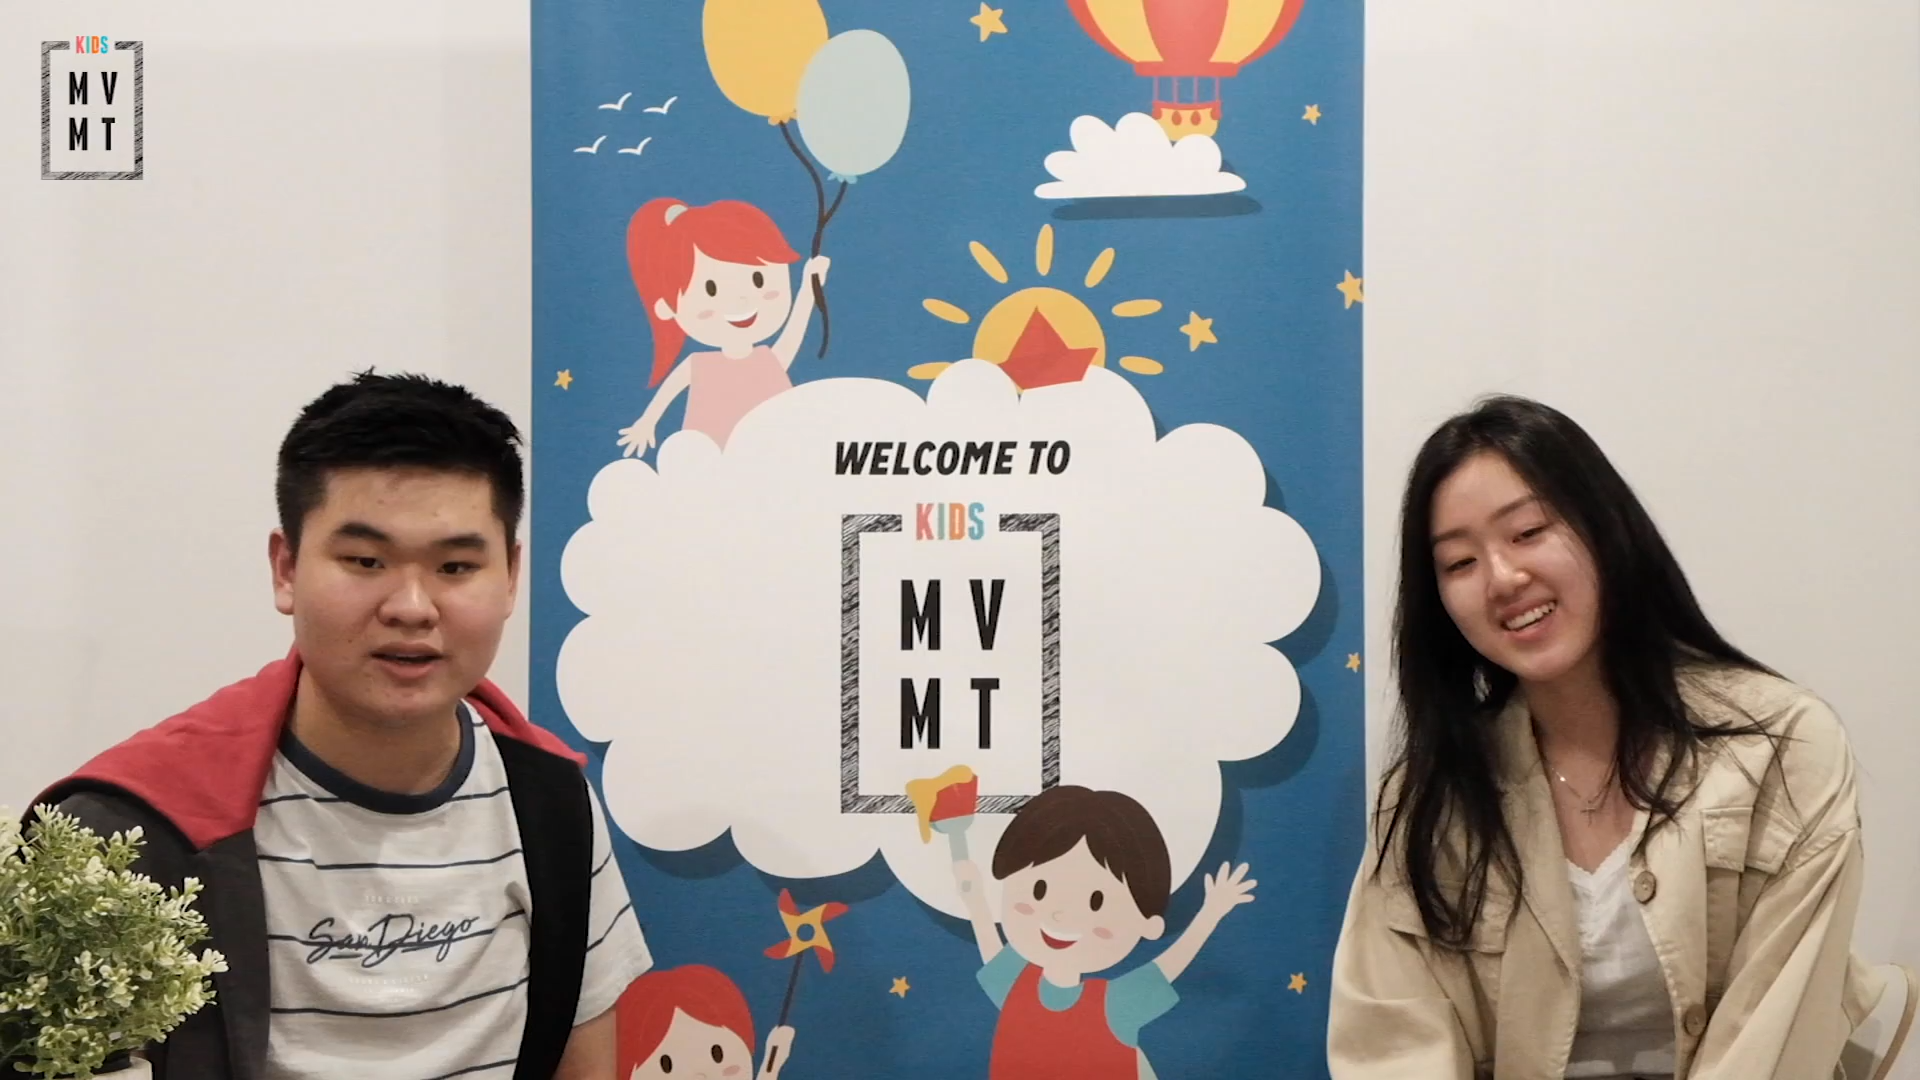 KIDS
MV
MT
WELCOME TO
KIDS
MV
MT
San Diego